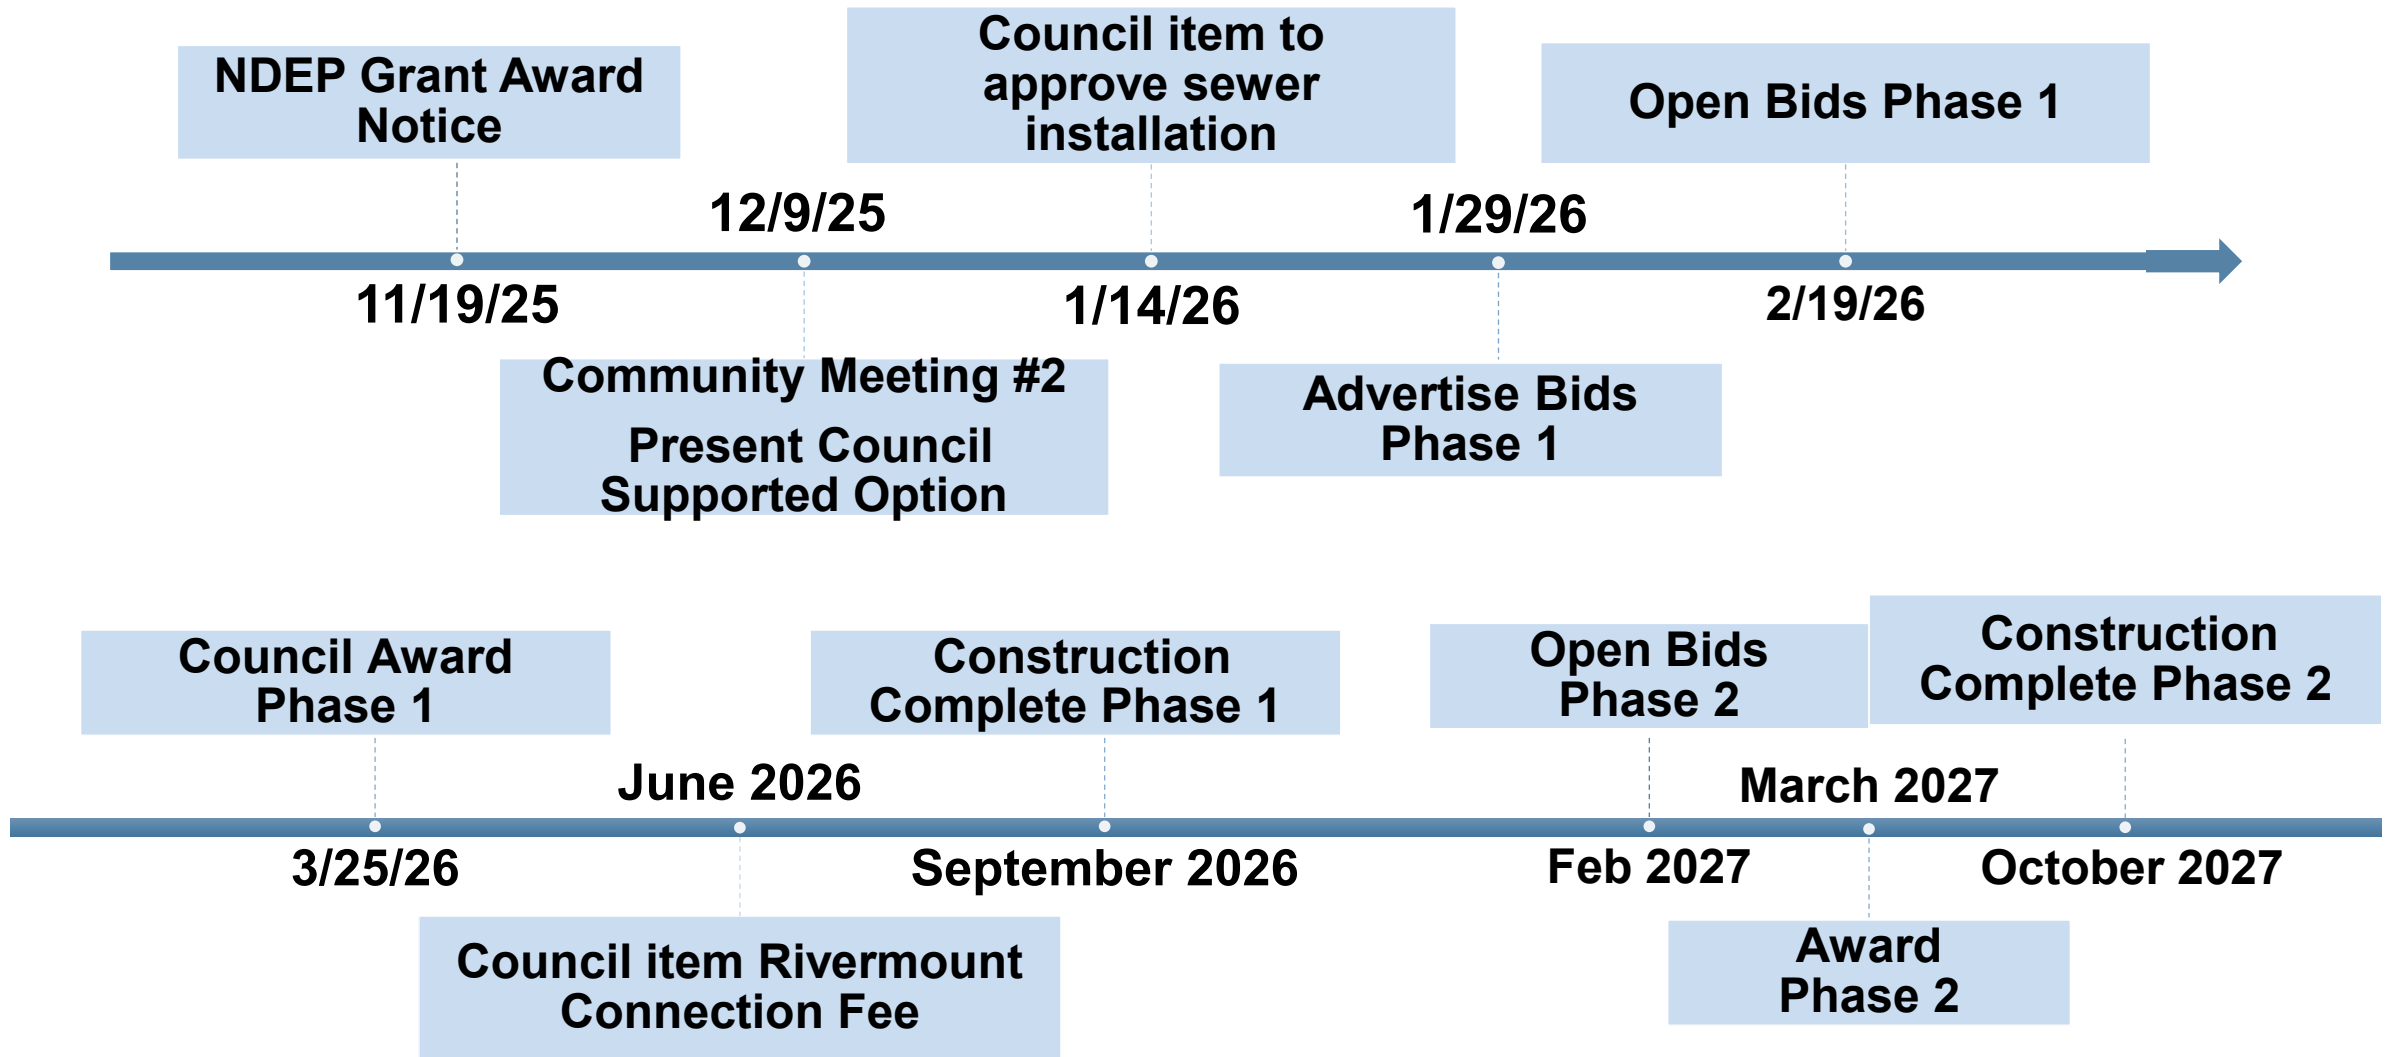 NDEP Grant Award
Notice
11/19/25
12/9/25
Community Meeting #2
Present Council
Supported Option
Council item to
approve sewer
installation
1/14/26
1/29/26
Advertise Bids
Phase 1
Open Bids Phase 1
2/19/26
Council Award
Phase 1
3/25/26
June 2026
Council item Rivermount
Connection Fee
Construction
Complete Phase 1
September 2026
Open Bids
Phase 2
Feb 2027
March 2027
Award
Phase 2
Construction
Complete Phase 2
October 2027